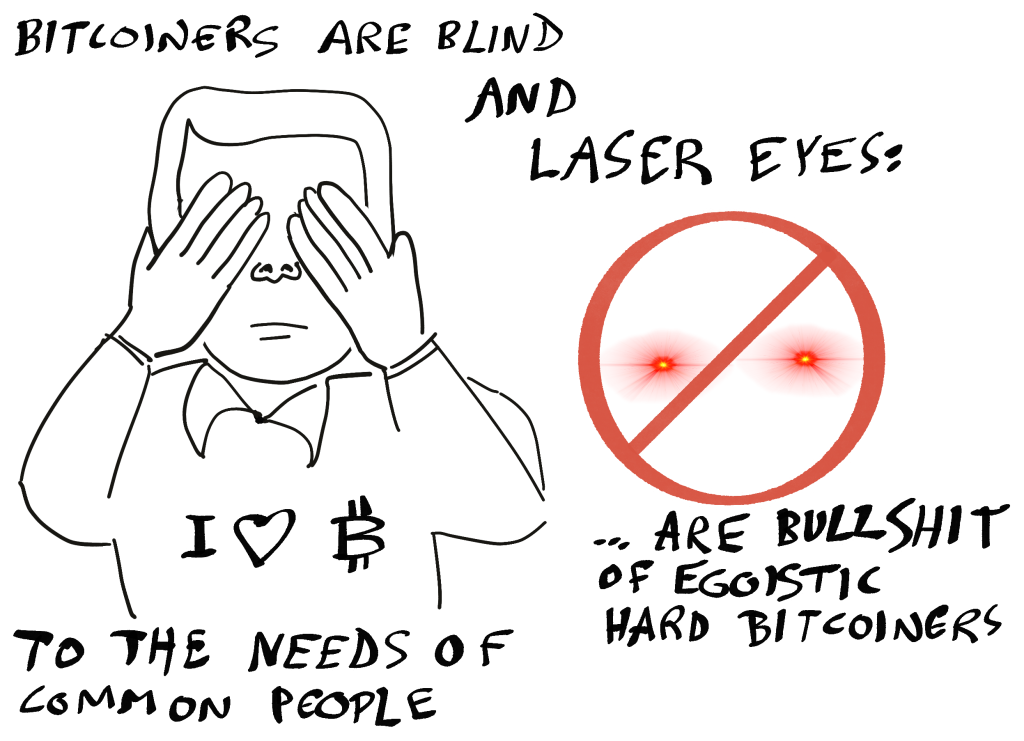 BITCOINERS ARE BLIND
AND
LASER EYES:
I ♡ ₿
... ARE BULLSHIT
OF EGOISTIC
HARD BITCOINERS
TO THE NEEDS OF
COMMON PEOPLE